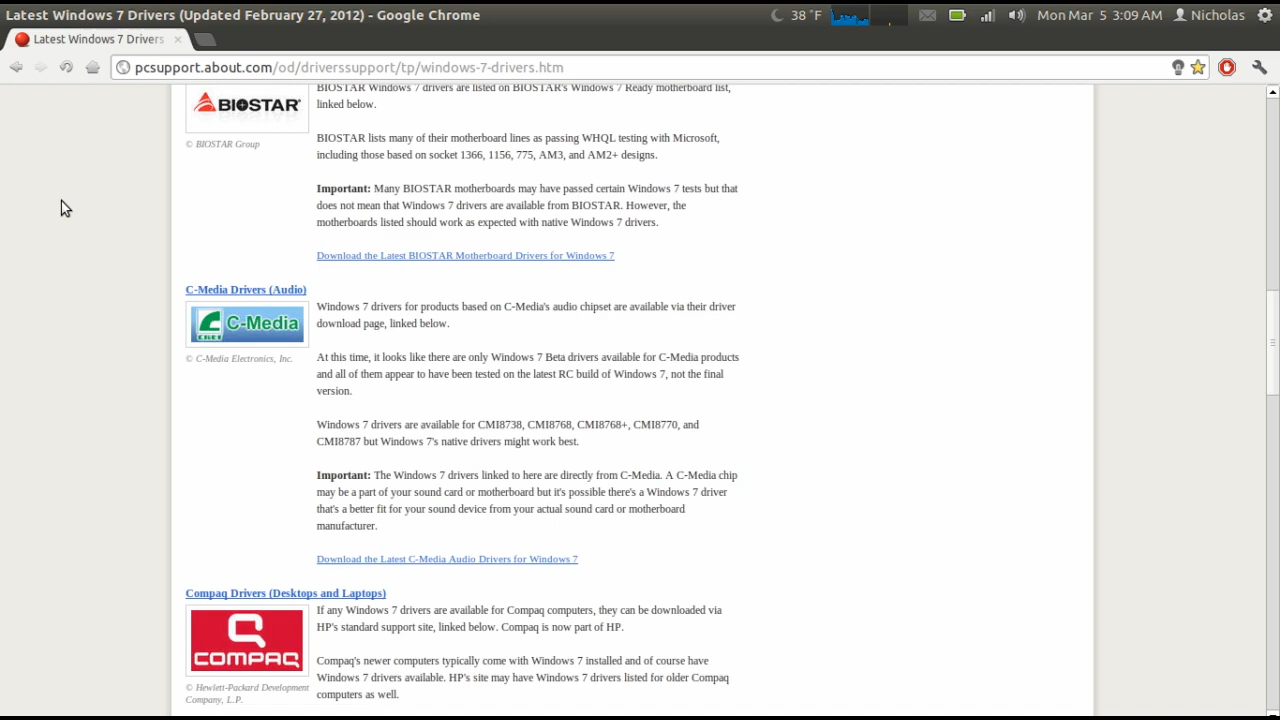 Latest Windows 7 Drivers (Updated February 27, 2012) - Google Chrome
38 °F
Mon Mar 5 3:09 AM
Nicholas
Latest Windows 7 Drivers
pcsupport.about.com/od/driverssupport/tp/windows-7-drivers.htm
BIOSTAR
© BIOSTAR Group
BIOSTAR Windows 7 drivers are listed on BIOSTAR's Windows 7 Ready motherboard list,
linked below.
BIOSTAR lists many of their motherboard lines as passing WHQL testing with Microsoft,
including those based on socket 1366, 1156, 775, AM3, and AM2+ designs.
Important: Many BIOSTAR motherboards may have passed certain Windows 7 tests but that
does not mean that Windows 7 drivers are available from BIOSTAR. However, the
motherboards listed should work as expected with native Windows 7 drivers.
Download the Latest BIOSTAR Motherboard Drivers for Windows 7
C-Media Drivers (Audio)
C-Media
© C-Media Electronics, Inc.
Windows 7 drivers for products based on C-Media's audio chipset are available via their driver
download page, linked below.
At this time, it looks like there are only Windows 7 Beta drivers available for C-Media products
and all of them appear to have been tested on the latest RC build of Windows 7, not the final
version.
Windows 7 drivers are available for CMI8738, CMI8768, CMI8768+, CMI8770, and
CMI8787 but Windows 7's native drivers might work best.
Important: The Windows 7 drivers linked to here are directly from C-Media. A C-Media chip
may be a part of your sound card or motherboard but it's possible there's a Windows 7 driver
that's a better fit for your sound device from your actual sound card or motherboard
manufacturer.
Download the Latest C-Media Audio Drivers for Windows 7
Compaq Drivers (Desktops and Laptops)
COMPAQ
© Hewlett-Packard Development
Company, L.P.
If any Windows 7 drivers are available for Compaq computers, they can be downloaded via
HP's standard support site, linked below. Compaq is now part of HP.
Compaq's newer computers typically come with Windows 7 installed and of course have
Windows 7 drivers available. HP's site may have Windows 7 drivers listed for older Compaq
computers as well.